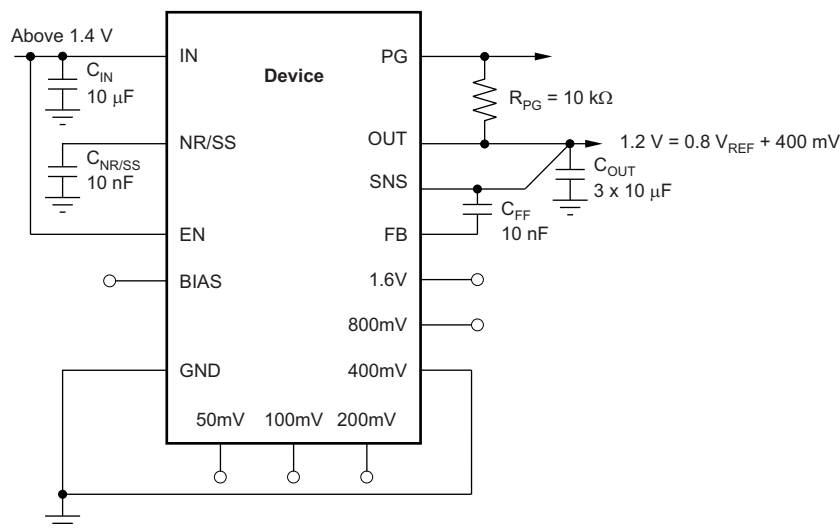 Above 1.4 V
IN
PG
C_IN
10 μF
Device
R_PG = 10 kΩ
NR/SS
OUT
1.2 V = 0.8 V_REF + 400 mV
C_NR/SS
10 nF
SNS
C_OUT
3 x 10 μF
C_FF
10 nF
EN
FB
BIAS
1.6V
800mV
GND
400mV
50mV 100mV 200mV